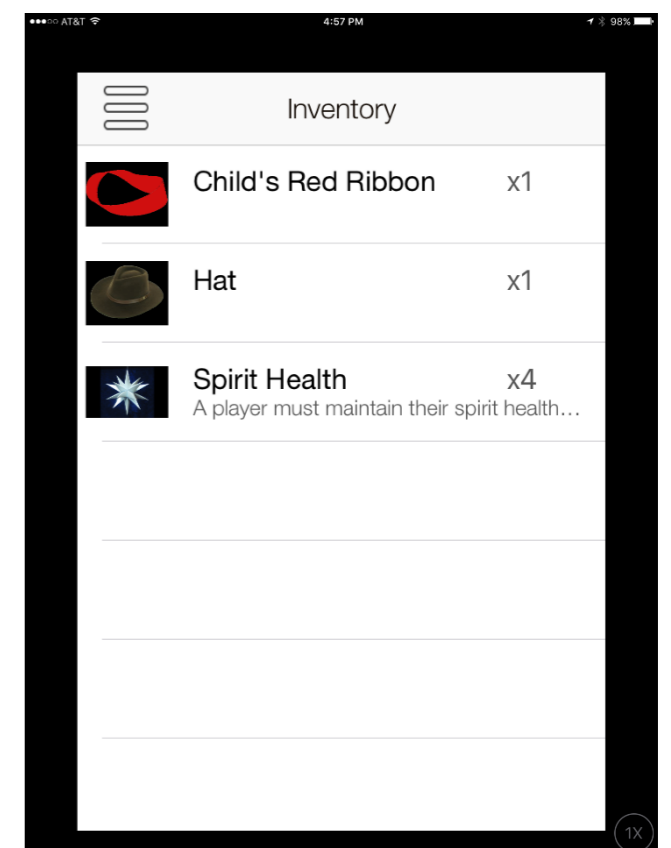 AT&T 4:57 PM 98%
Inventory
Child's Red Ribbon x1
Hat x1
Spirit Health x4
A player must maintain their spirit health…
1X